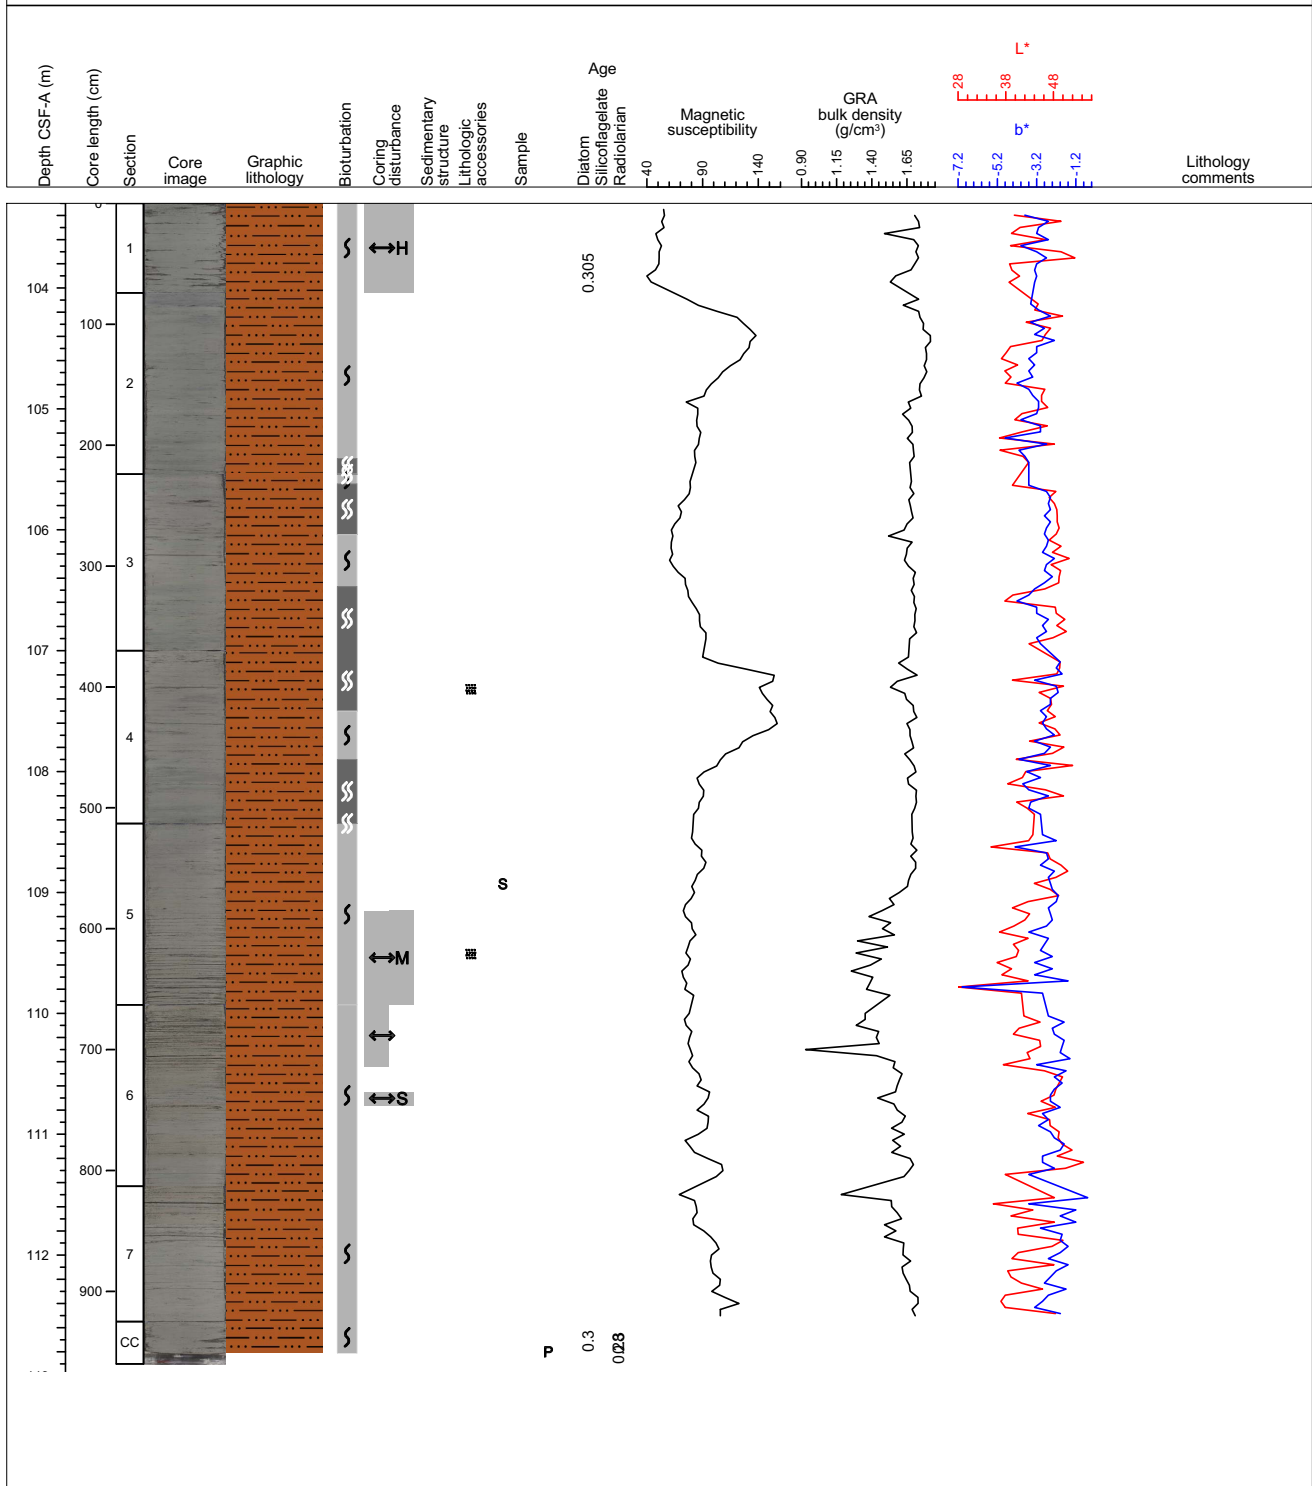 Depth CSF-A (m)
Core length (cm)
Section
Core
image
Graphic
lithology
Bioturbation
Coring
disturbance
Sedimentary
structure
Lithologic
accessories
Sample
Age
Diatom
Silicoflagelate
Radiolarian
Magnetic
susceptibility
40 90 140
GRA
bulk density
(g/cm³)
0.90 1.15 1.40 1.65
L*
28 38 48
b*
-7.2 -5.2 -3.2 -1.2
Lithology
comments
104
105
106
107
108
109
110
111
112
0
100
200
300
400
500
600
700
800
900
1
2
3
4
5
6
7
CC
H
M
S
S
P
0.305
0.3